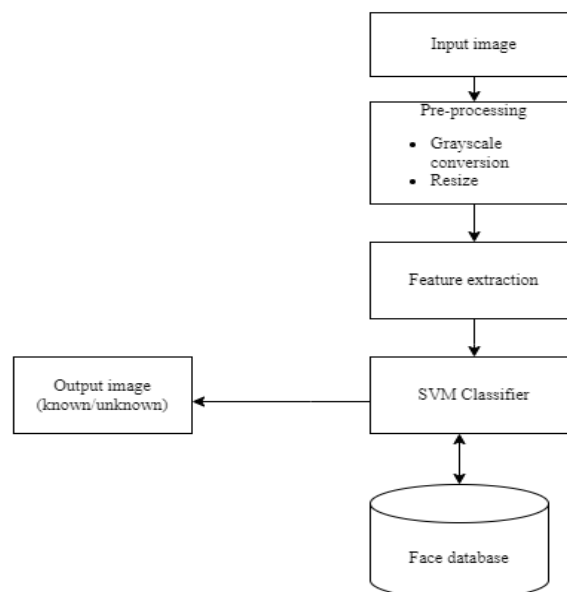 Input image
Pre-processing
• Grayscale
conversion
• Resize
Feature extraction
SVM Classifier
Output image
(known/unknown)
Face database